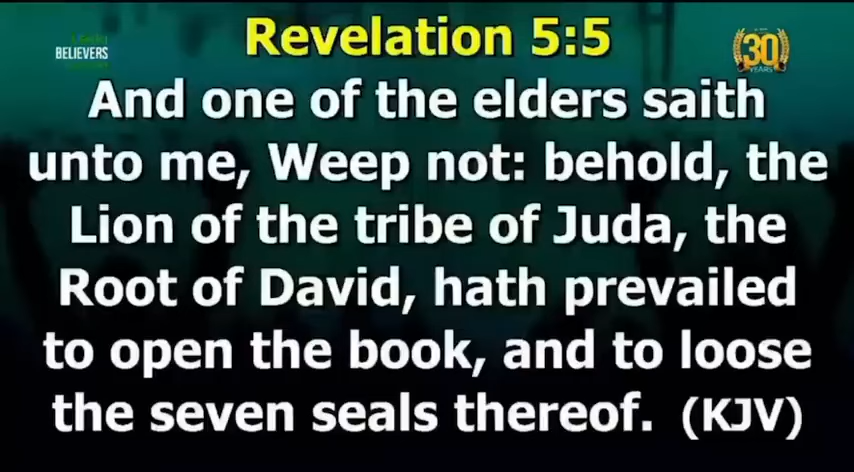 Revelation 5:5
BELIEVERS
30
YEARS
And one of the elders saith
unto me, Weep not: behold, the
Lion of the tribe of Juda, the
Root of David, hath prevailed
to open the book, and to loose
the seven seals thereof. (KJV)